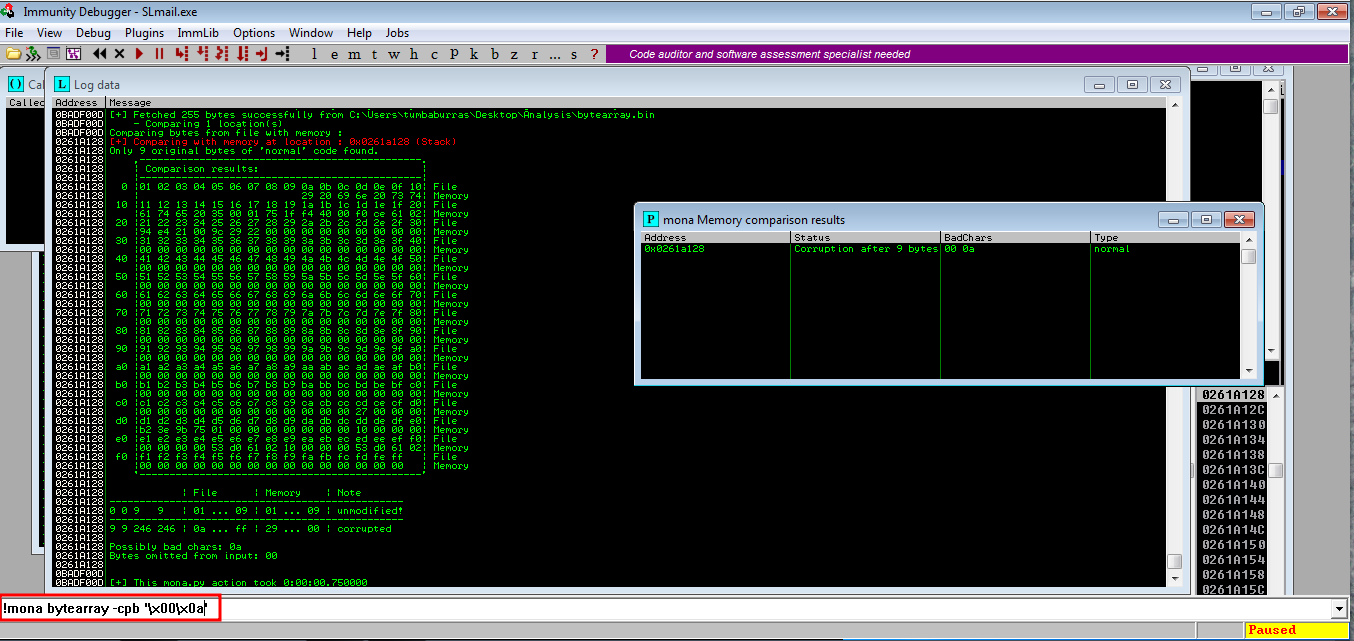 Immunity Debugger - SLmail.exe
File View Debug Plugins ImmLib Options Window Help Jobs
l e m t w h c P k b z r ... s ? Code auditor and software assessment specialist needed
Log data
Address Message
0BADF00D [+] Fetched 255 bytes successfully from C:\Users\tumbaburras\Desktop\Analysis\bytearray.bin
0BADF00D - Comparing 1 location(s)
0BADF00D Comparing bytes from file with memory :
0261A128 [+] Comparing with memory at location : 0x0261a128 (Stack)
0261A128 Only 9 original bytes of 'normal' code found.
0261A128
0261A128 Comparison results:
0261A128
0261A128 0 |01 02 03 04 05 06 07 08 09 0a 0b 0c 0d 0e 0f 10| File
0261A128 29 20 69 6e 20 73 74| Memory
0261A128 10 |11 12 13 14 15 16 17 18 19 1a 1b 1c 1d 1e 1f 20| File
0261A128 |61 74 65 20 35 00 01 75 1f f4 40 00 f0 ce 61 02| Memory
0261A128 20 |21 22 23 24 25 26 27 28 29 2a 2b 2c 2d 2e 2f 30| File
0261A128 |94 e4 21 00 9c 29 22 00 00 00 00 00 00 00 00 00| Memory
0261A128 30 |31 32 33 34 35 36 37 38 39 3a 3b 3c 3d 3e 3f 40| File
0261A128 |00 00 00 00 00 00 00 00 00 00 00 00 00 00 00 00| Memory
0261A128 40 |41 42 43 44 45 46 47 48 49 4a 4b 4c 4d 4e 4f 50| File
0261A128 |00 00 00 00 00 00 00 00 00 00 00 00 00 00 00 00| Memory
0261A128 50 |51 52 53 54 55 56 57 58 59 5a 5b 5c 5d 5e 5f 60| File
0261A128 |00 00 00 00 00 00 00 00 00 00 00 00 00 00 00 00| Memory
0261A128 60 |61 62 63 64 65 66 67 68 69 6a 6b 6c 6d 6e 6f 70| File
0261A128 |00 00 00 00 00 00 00 00 00 00 00 00 00 00 00 00| Memory
0261A128 70 |71 72 73 74 75 76 77 78 79 7a 7b 7c 7d 7e 7f 80| File
0261A128 |00 00 00 00 00 00 00 00 00 00 00 00 00 00 00 00| Memory
0261A128 80 |81 82 83 84 85 86 87 88 89 8a 8b 8c 8d 8e 8f 90| File
0261A128 |00 00 00 00 00 00 00 00 00 00 00 00 00 00 00 00| Memory
0261A128 90 |91 92 93 94 95 96 97 98 99 9a 9b 9c 9d 9e 9f a0| File
0261A128 |00 00 00 00 00 00 00 00 00 00 00 00 00 00 00 00| Memory
0261A128 a0 |a1 a2 a3 a4 a5 a6 a7 a8 a9 aa ab ac ad ae af b0| File
0261A128 |00 00 00 00 00 00 00 00 00 00 00 00 00 00 00 00| Memory
0261A128 b0 |b1 b2 b3 b4 b5 b6 b7 b8 b9 ba bb bc bd be bf c0| File
0261A128 |00 00 00 00 00 00 00 00 00 00 00 00 00 00 00 00| Memory
0261A128 c0 |c1 c2 c3 c4 c5 c6 c7 c8 c9 ca cb cc cd ce cf d0| File
0261A128 |00 00 00 00 00 00 00 00 00 00 00 00 27 00 00 00| Memory
0261A128 d0 |d1 d2 d3 d4 d5 d6 d7 d8 d9 da db dc dd de df e0| File
0261A128 |b2 3e 9b 75 01 00 00 00 00 00 00 00 10 00 00 00| Memory
0261A128 e0 |e1 e2 e3 e4 e5 e6 e7 e8 e9 ea eb ec ed ee ef f0| File
0261A128 |00 00 00 00 53 d0 61 02 10 00 00 00 53 d0 61 02| Memory
0261A128 f0 |f1 f2 f3 f4 f5 f6 f7 f8 f9 fa fb fc fd fe ff | File
0261A128 |00 00 00 00 00 00 00 00 00 00 00 00 00 00 00 | Memory
0261A128
0261A128
0261A128 | File | Memory | Note
0261A128
0261A128 0 0 9 9 | 01 ... 09 | 01 ... 09 | unmodified!
0261A128
0261A128 9 9 246 246 | 0a ... ff | 29 ... 00 | corrupted
0261A128
0261A128 Possibly bad chars: 0a
0261A128 Bytes omitted from input: 00
0261A128
0BADF00D
0BADF00D [+] This mona.py action took 0:00:00.750000
mona Memory comparison results
Address Status BadChars Type
0x0261a128 Corruption after 9 bytes 00 0a normal
0261A128
0261A12C
0261A130
0261A134
0261A138
0261A13C
0261A140
0261A144
0261A148
0261A14C
0261A150
0261A154
0261A158
0261A15C
!mona bytearray -cpb "\x00\x0a"
Paused